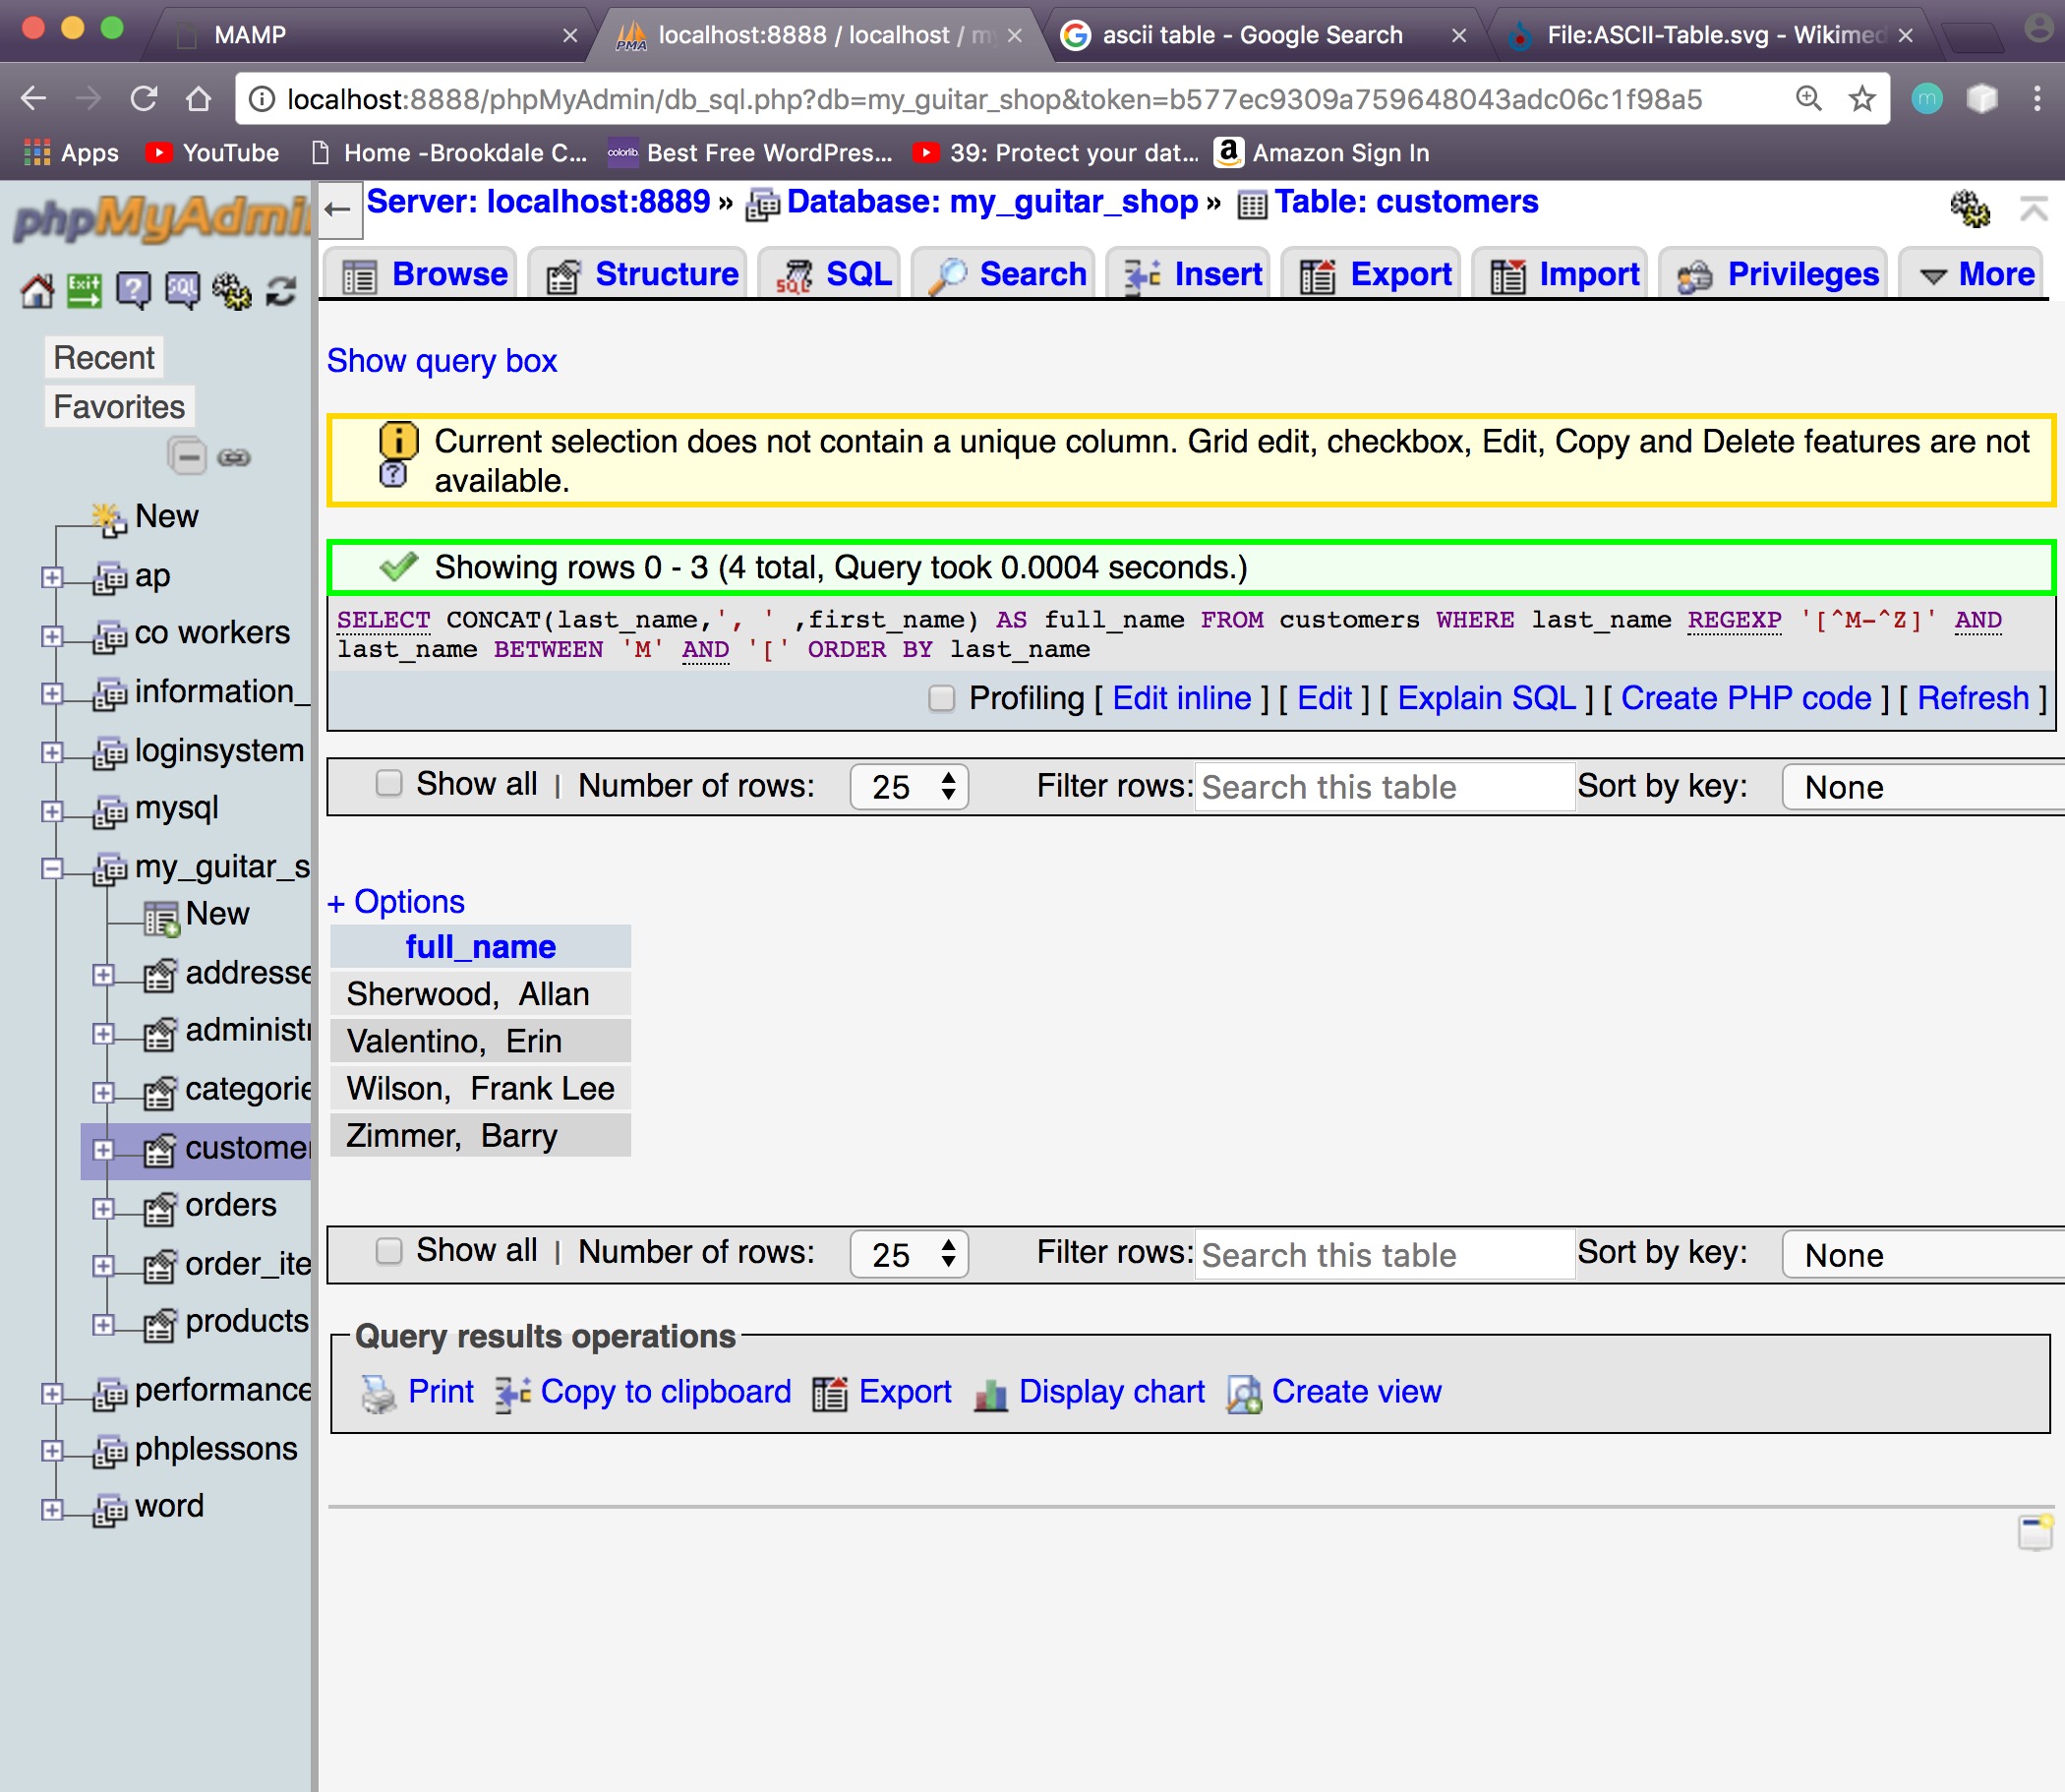 MAMP
localhost:8888 / localhost / my
ascii table - Google Search
File:ASCII-Table.svg - Wikimed
localhost:8888/phpMyAdmin/db_sql.php?db=my_guitar_shop&token=b577ec9309a759648043adc06c1f98a5
Apps
YouTube
Home -Brookdale C...
Best Free WordPres...
39: Protect your dat...
Amazon Sign In
phpMyAdmi
Server: localhost:8889 » Database: my_guitar_shop » Table: customers
Browse Structure SQL Search Insert Export Import Privileges More
Recent
Favorites
New
ap
co workers
information_
loginsystem
mysql
my_guitar_s
New
addresse
administr
categorie
customer
orders
order_ite
products
performance
phplessons
word
Show query box
Current selection does not contain a unique column. Grid edit, checkbox, Edit, Copy and Delete features are not
available.
Showing rows 0 - 3 (4 total, Query took 0.0004 seconds.)
SELECT CONCAT(last_name,', ' ,first_name) AS full_name FROM customers WHERE last_name REGEXP '[^M-^Z]' AND
last_name BETWEEN 'M' AND '[' ORDER BY last_name
Profiling [ Edit inline ] [ Edit ] [ Explain SQL ] [ Create PHP code ] [ Refresh ]
Show all | Number of rows: 25 Filter rows: Search this table Sort by key: None
+ Options
full_name
Sherwood, Allan
Valentino, Erin
Wilson, Frank Lee
Zimmer, Barry
Show all | Number of rows: 25 Filter rows: Search this table Sort by key: None
Query results operations
Print Copy to clipboard Export Display chart Create view